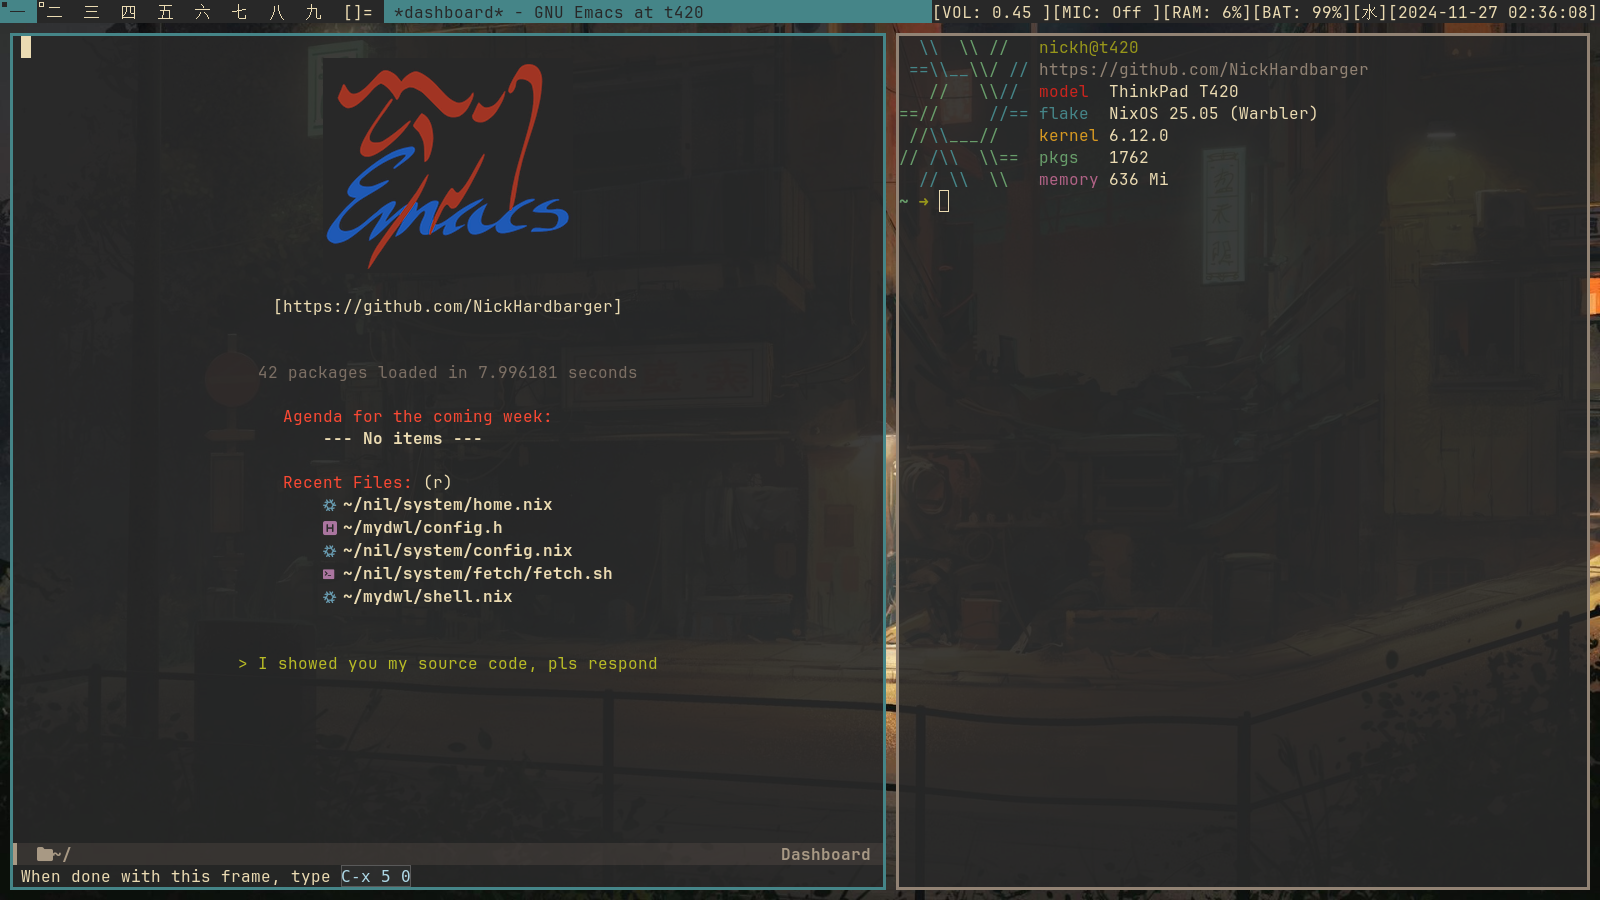 一 二 三 四 五 六 七 八 九 []= *dashboard* - GNU Emacs at t420 [VOL: 0.45 ][MIC: Off ][RAM: 6%][BAT: 99%][水][2024-11-27 02:36:08]
Emacs
[https://github.com/NickHardbarger]
42 packages loaded in 7.996181 seconds
Agenda for the coming week:
--- No items ---
Recent Files: (r)
~/nil/system/home.nix
H ~/mydwl/config.h
~/nil/system/config.nix
~/nil/system/fetch/fetch.sh
~/mydwl/shell.nix
> I showed you my source code, pls respond
~/ Dashboard
When done with this frame, type C-x 5 0
nickh@t420
https://github.com/NickHardbarger
model ThinkPad T420
flake NixOS 25.05 (Warbler)
kernel 6.12.0
pkgs 1762
memory 636 Mi
~ →